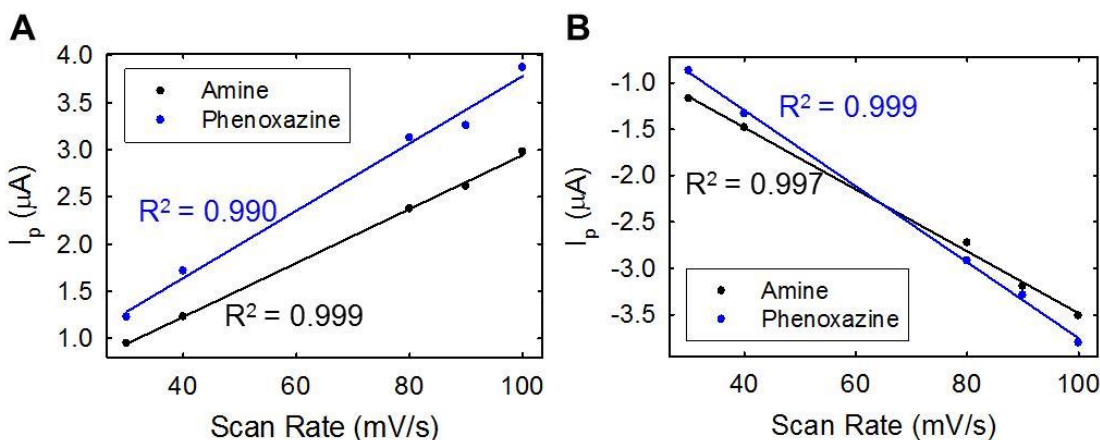 A
4.0
3.5
3.0
2.5
2.0
1.5
1.0
I_p (μA)
Amine
Phenoxazine
R² = 0.990
R² = 0.999
40 60 80 100
Scan Rate (mV/s)
B
-1.0
-1.5
-2.0
-2.5
-3.0
-3.5
I_p (μA)
R² = 0.999
R² = 0.997
Amine
Phenoxazine
40 60 80 100
Scan Rate (mV/s)